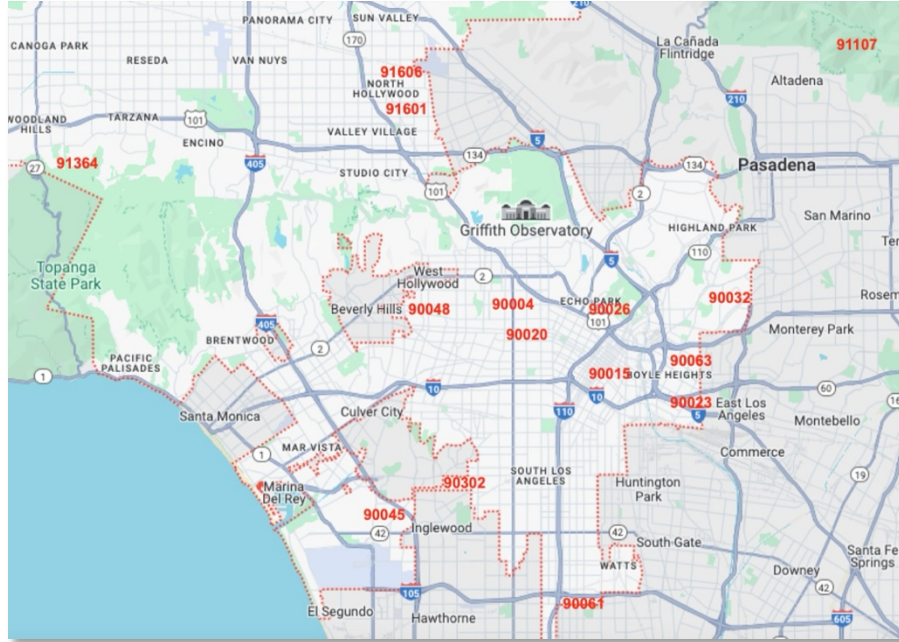 PANORAMA CITY
SUN VALLEY
210
CANOGA PARK
170
La Cañada
Flintridge
91107
RESEDA
VAN NUYS
91606
NORTH
HOLLYWOOD
Altadena
91601
210
WOODLAND
HILLS
TARZANA
101
VALLEY VILLAGE
ENCINO
5
134
134
Pasadena
27
91364
405
STUDIO CITY
101
2
Griffith Observatory
HIGHLAND PARK
San Marino
110
5
Topanga
State Park
West
Hollywood
2
90004
ECHO PARK
90026
90032
Beverly Hills
90048
101
405
90020
Monterey Park
BRENTWOOD
2
PACIFIC
PALISADES
90063
90015
BOYLE HEIGHTS
1
10
10
60
90023
5
East Los
Angeles
Santa Monica
Culver City
110
Montebello
MAR VISTA
1
Commerce
19
SOUTH LOS
ANGELES
90302
Huntington
Park
Marina
Del Rey
90045
Inglewood
42
42
South Gate
Santa Fe
Springs
WATTS
Downey
42
105
90061
El Segundo
Hawthorne
605